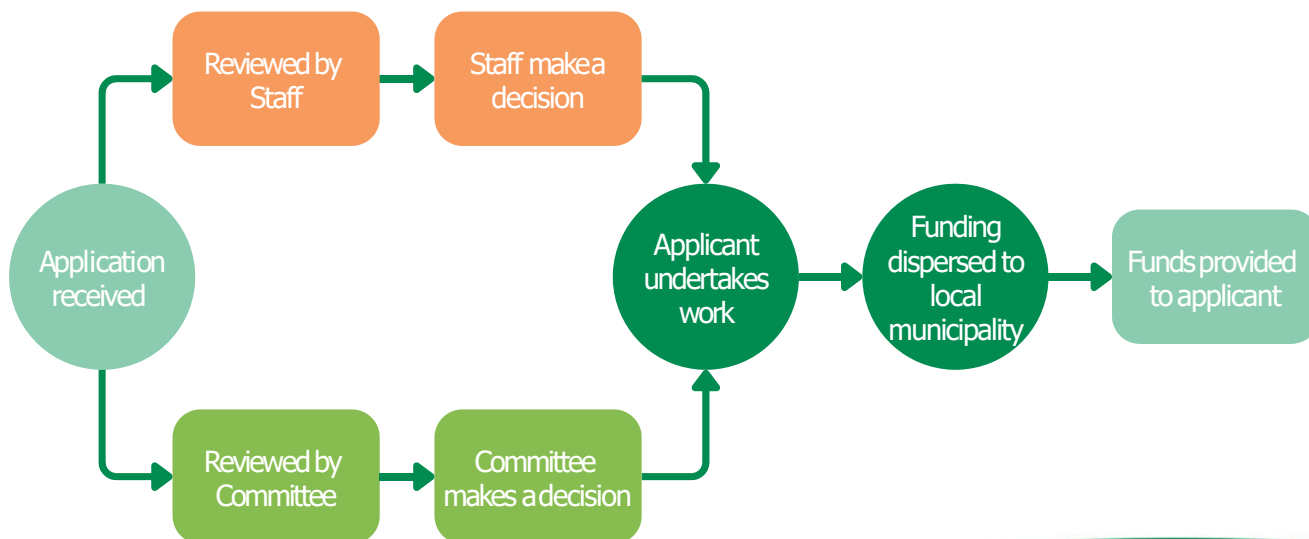 Reviewed by
Staff
Staff make a
decision
Application
received
Applicant
undertakes
work
Funding
dispersed to
local
municipality
Funds provided
to applicant
Reviewed by
Committee
Committee
makes a decision